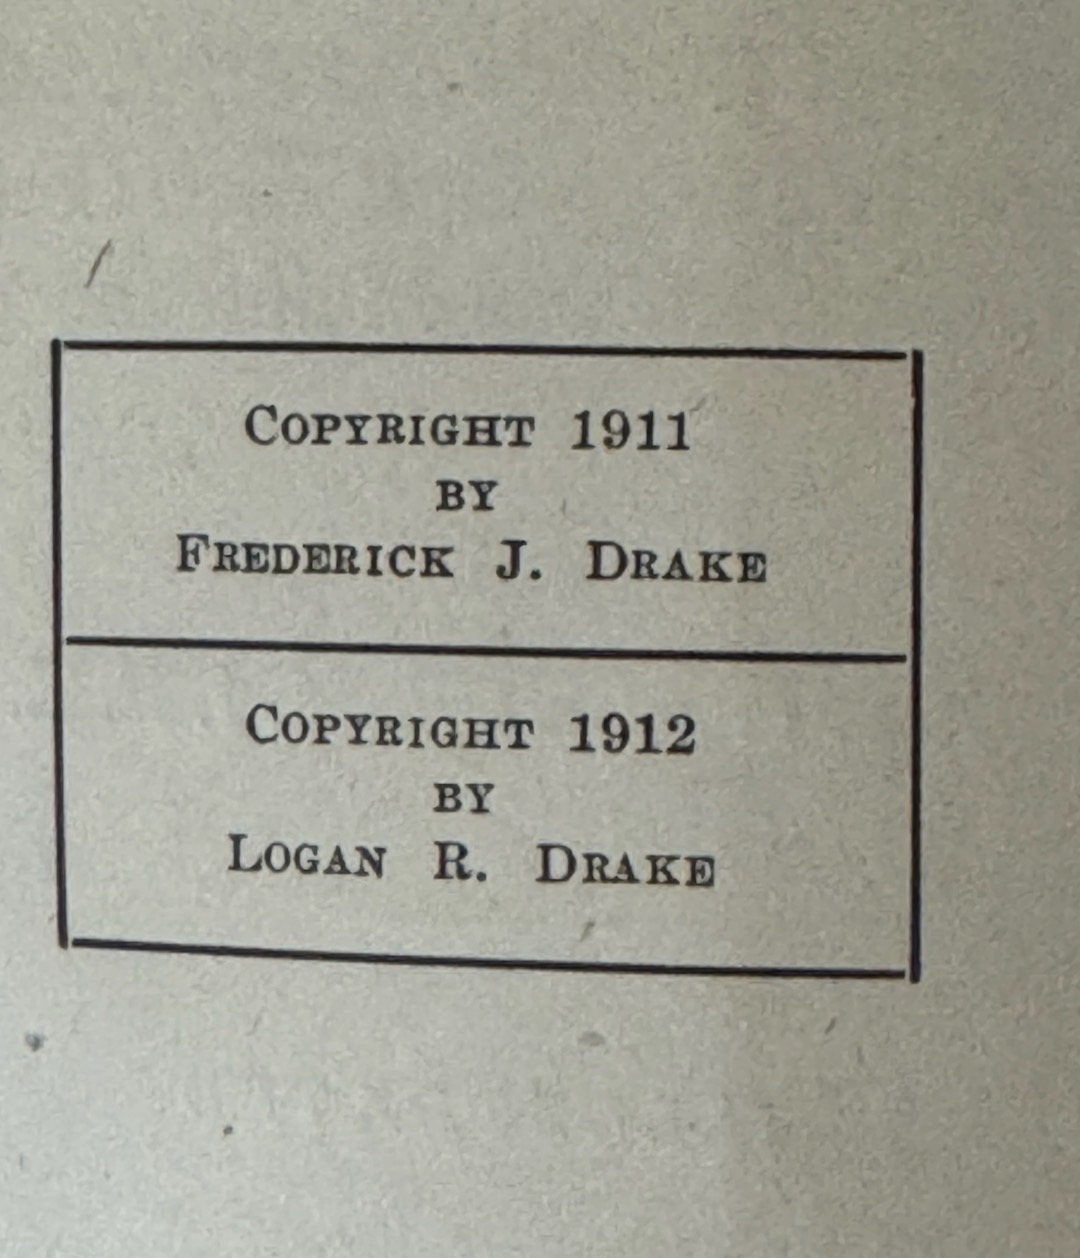 COPYRIGHT 1911
BY
FREDERICK J. DRAKE
COPYRIGHT 1912
BY
LOGAN R. DRAKE